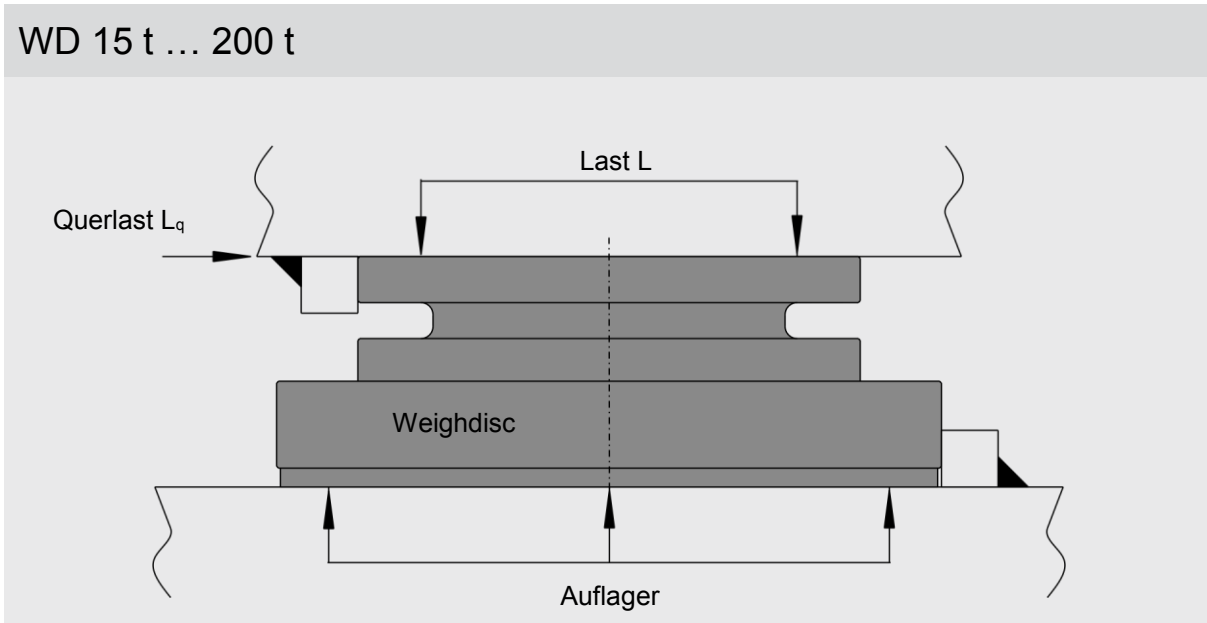 WD 15 t … 200 t
Last L
Querlast Lq
Weighdisc
Auflager